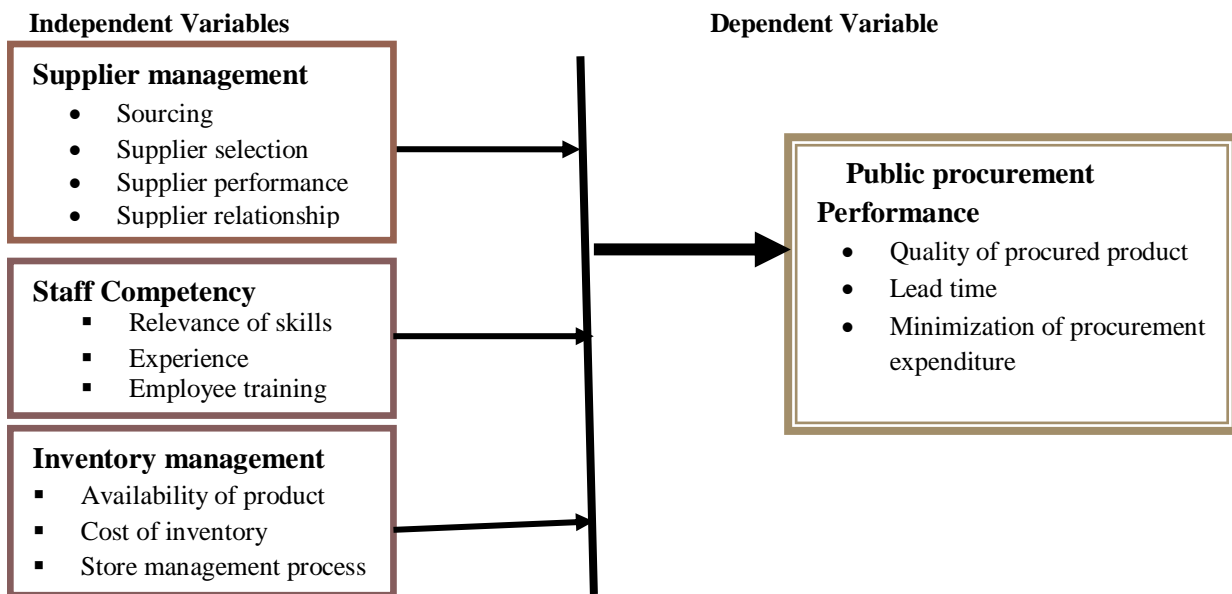 Independent Variables
Dependent Variable
Supplier management
• Sourcing
• Supplier selection
• Supplier performance
• Supplier relationship
Staff Competency
▪ Relevance of skills
▪ Experience
▪ Employee training
Inventory management
▪ Availability of product
▪ Cost of inventory
▪ Store management process
Public procurement
Performance
• Quality of procured product
• Lead time
• Minimization of procurement
expenditure